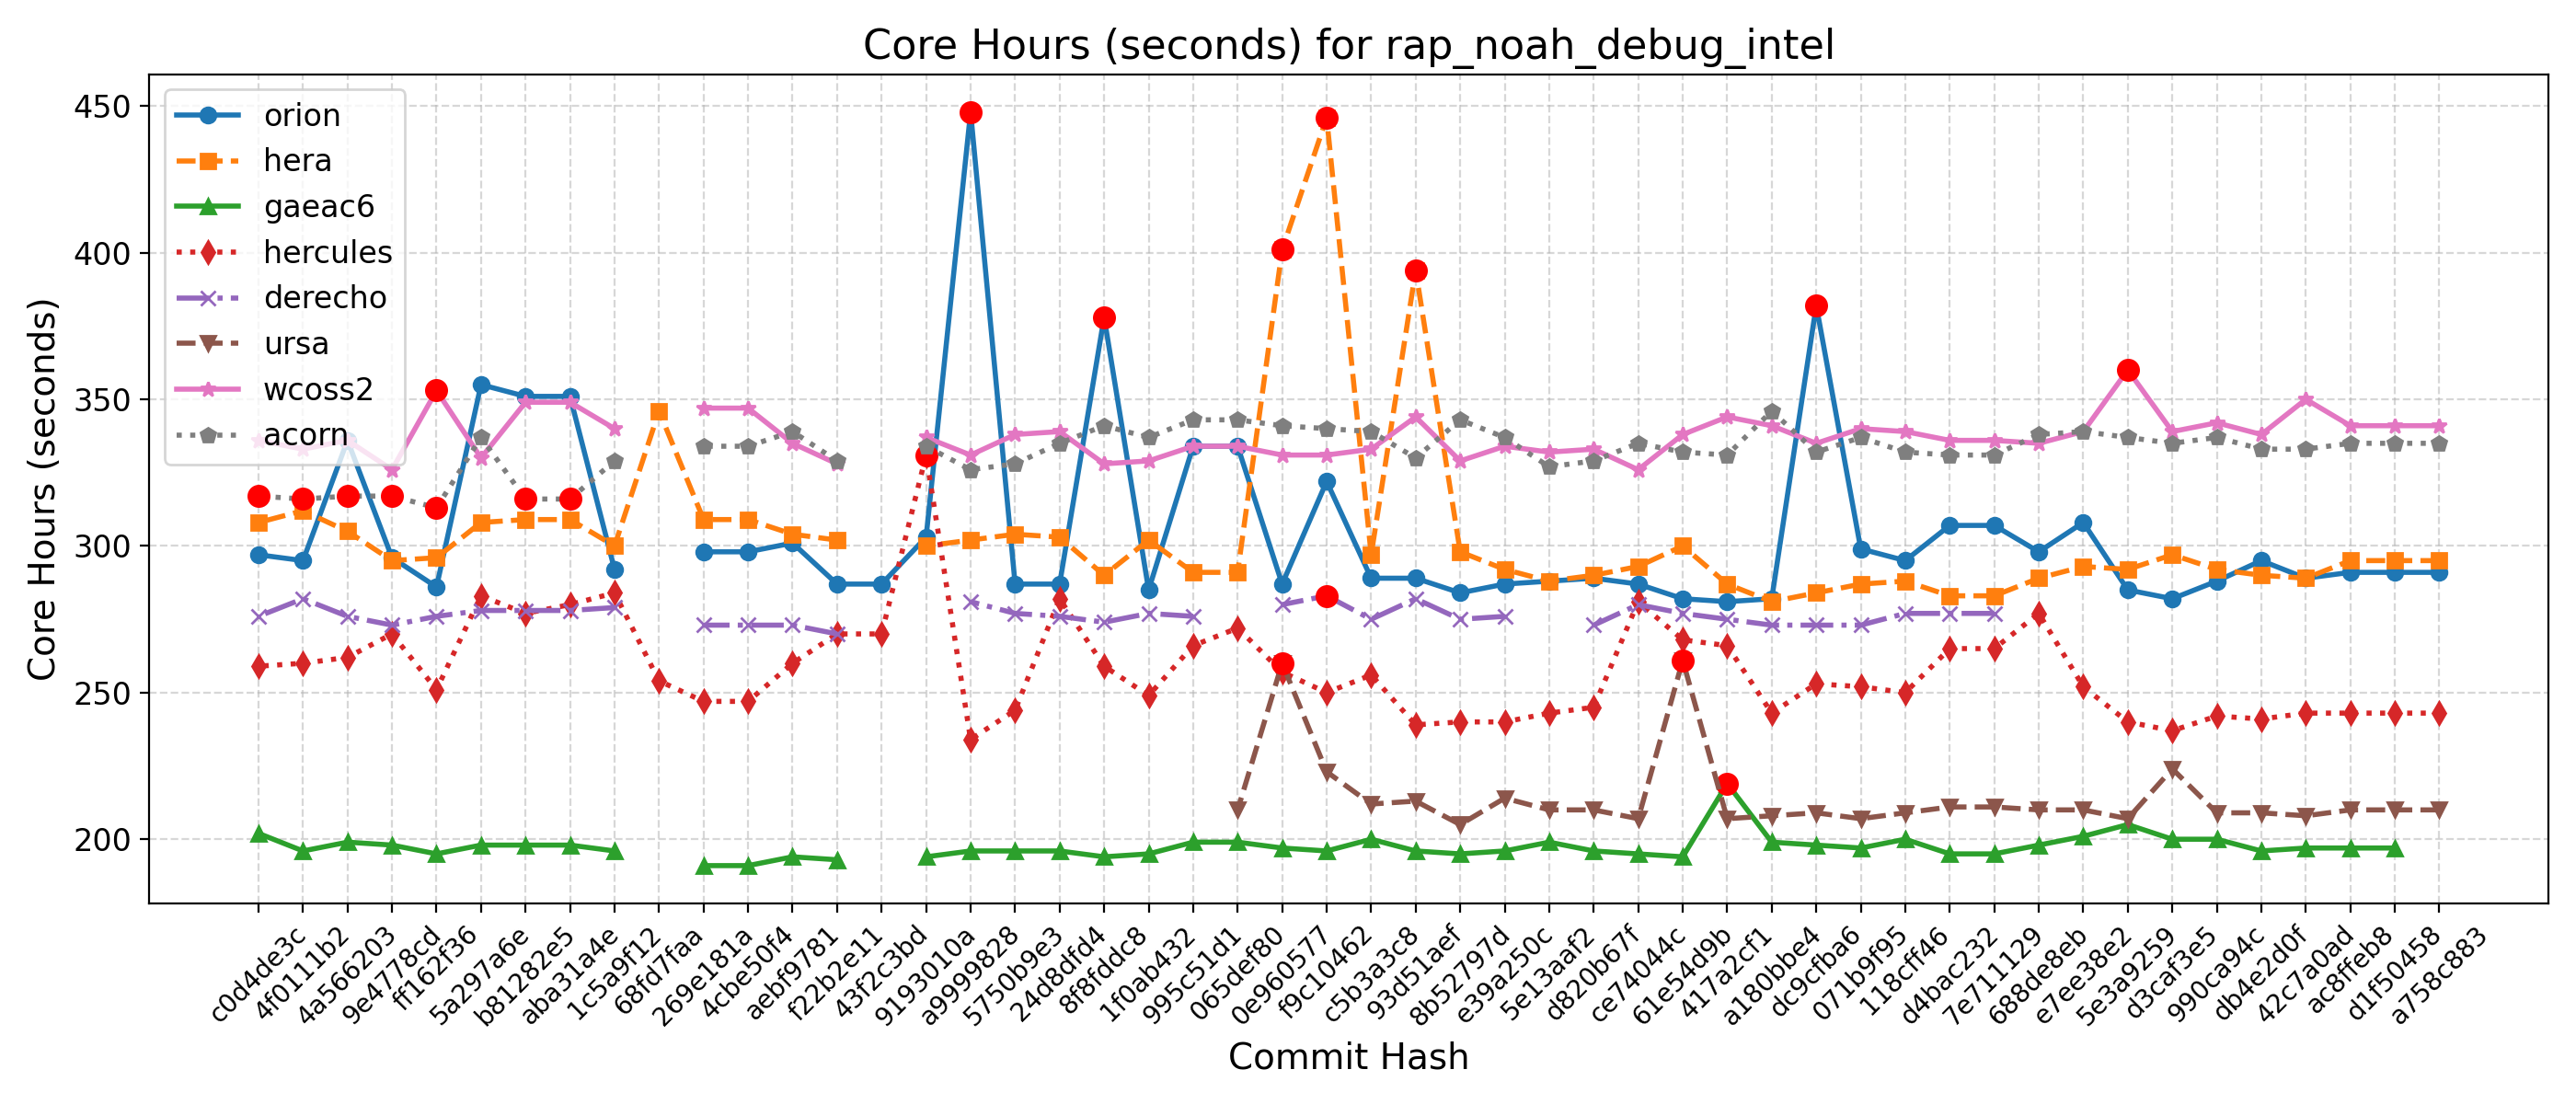 Core Hours (seconds) for rap_noah_debug_intel
Core Hours (seconds)
450
400
350
300
250
200
orion
hera
gaeac6
hercules
derecho
ursa
wcoss2
acorn
c0d4de3c
4f0111b2
4a566203
9e4778cd
ff162f36
5a297a6e
b81282e5
aba31a4e
1c5a9f12
68fd7faa
269e181a
4cbe50f4
aebf9781
f22b2e11
43f2c3bd
9193010a
a9999828
5750b9e3
24d8dfd4
8f8fddc8
1f0ab432
995c51d1
065def80
0e960577
f9c10462
c5b3a3c8
93d51aef
8b52797d
e39a250c
5e13aaf2
d820b67f
ce74044c
61e54d9b
417a2cf1
a180bbe4
dc9cfba6
071b9f95
118cff46
d4bac232
7e711129
688de8eb
e7ee38e2
5e3a9259
d3caf3e5
990ca94c
db4e2d0f
42c7a0ad
ac8ffeb8
d1f50458
a758c883
Commit Hash